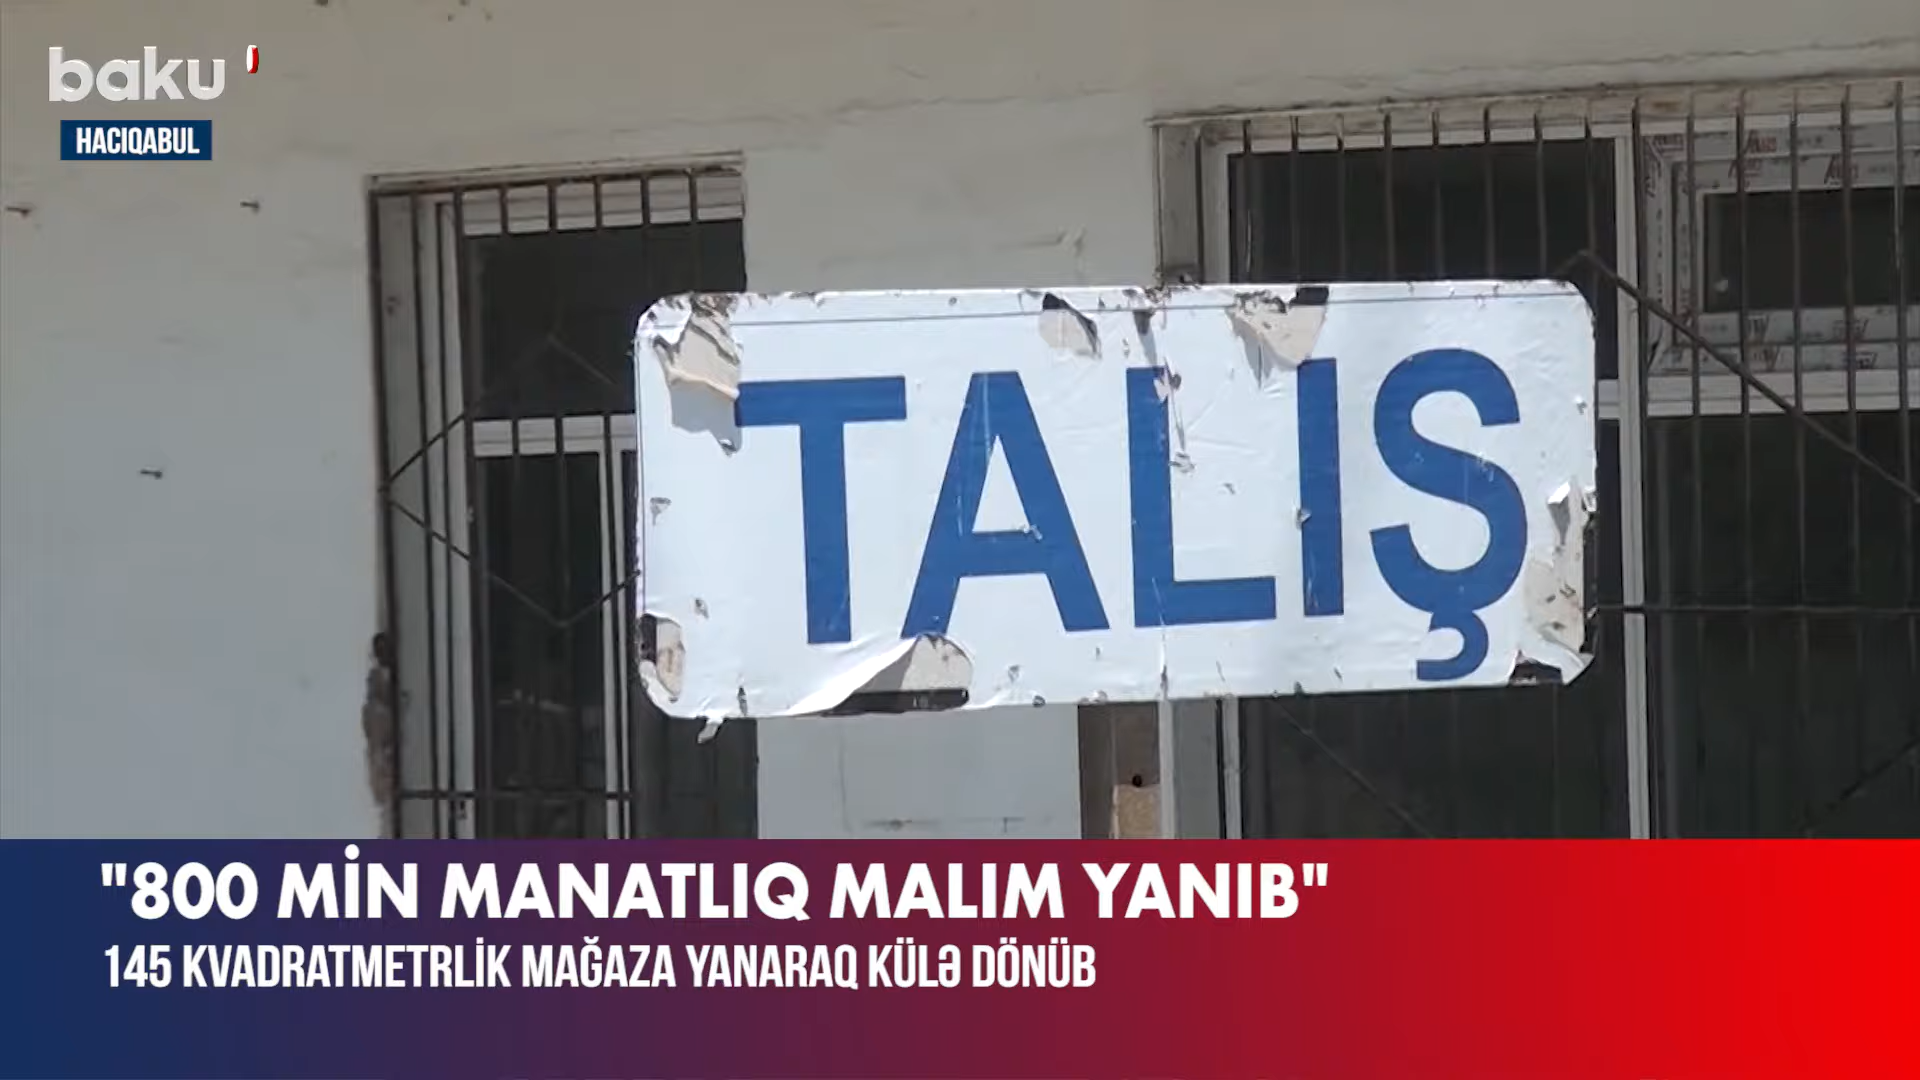 baku
HACIQABUL
TALIŞ
"800 MİN MANATLIQ MALIM YANIB"
145 KVADRATMETRLİK MAĞAZA YANARAQ KÜLƏ DÖNÜB